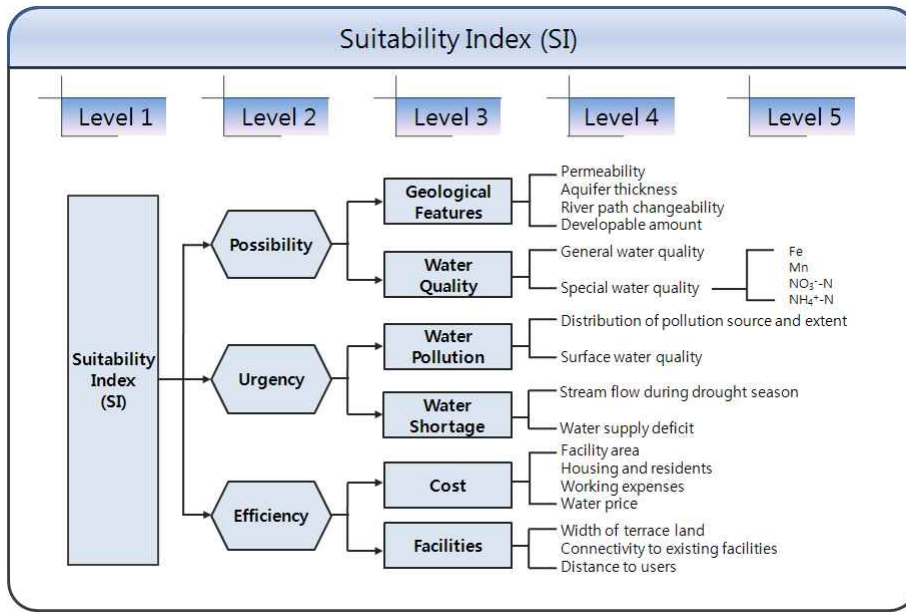 Suitability Index (SI)
Level 1
Level 2
Level 3
Level 4
Level 5
Suitability
Index
(SI)
Possibility
Geological
Features
Permeability
Aquifer thickness
River path changeability
Developable amount
Water
Quality
General water quality
Special water quality
Fe
Mn
NO₃⁻-N
NH₄⁺-N
Urgency
Water
Pollution
Distribution of pollution source and extent
Surface water quality
Water
Shortage
Stream flow during drought season
Water supply deficit
Efficiency
Cost
Facility area
Housing and residents
Working expenses
Water price
Facilities
Width of terrace land
Connectivity to existing facilities
Distance to users